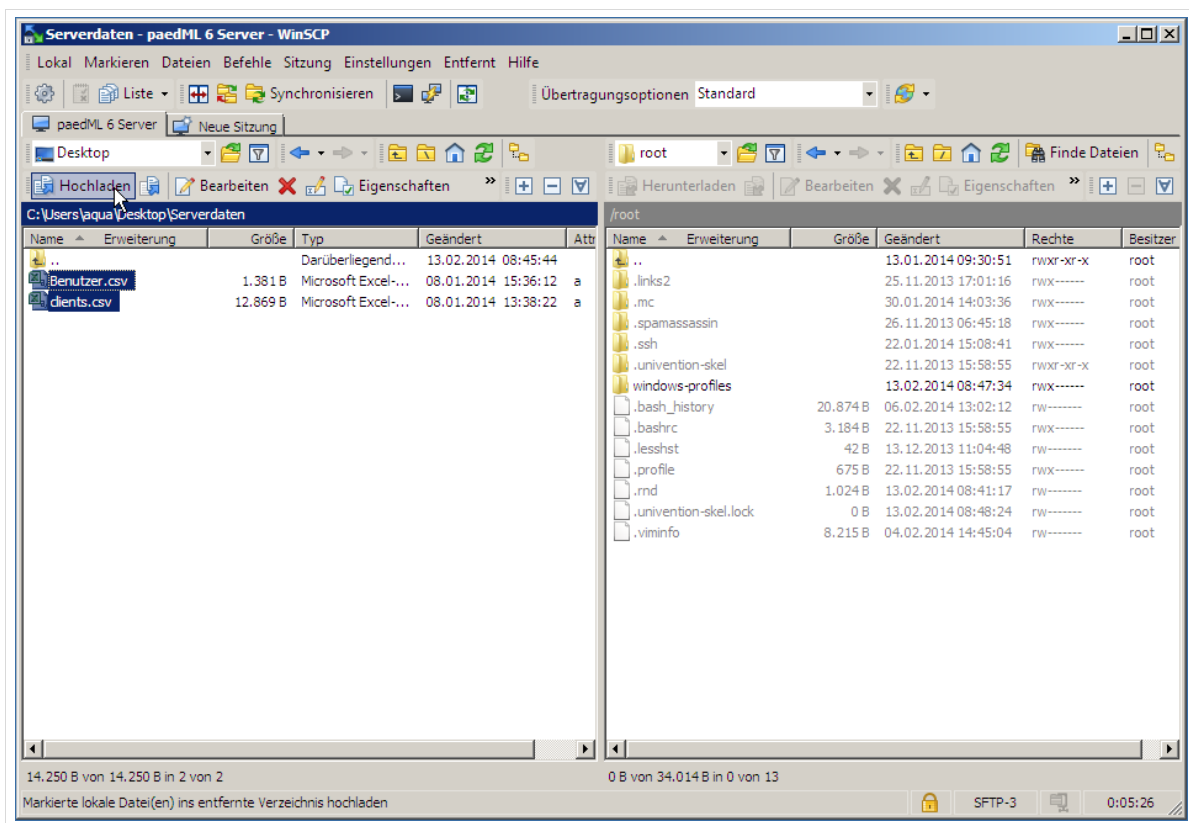 Serverdaten - paedML 6 Server - WinSCP
Lokal Markieren Dateien Befehle Sitzung Einstellungen Entfernt Hilfe
Liste Synchronisieren Übertragungsoptionen Standard
paedML 6 Server Neue Sitzung
Desktop root Finde Dateien
Hochladen Bearbeiten Eigenschaften » Herunterladen Bearbeiten Eigenschaften »
C:\Users\aqua\Desktop\Serverdaten /root
Name Erweiterung Größe Typ Geändert Attr Name Erweiterung Größe Geändert Rechte Besitzer
.. Darüberliegend... 13.02.2014 08:45:44 .. 13.01.2014 09:30:51 rwxr-xr-x root
Benutzer.csv 1.381 B Microsoft Excel-... 08.01.2014 15:36:12 a .links2 25.11.2013 17:01:16 rwx------ root
clients.csv 12.869 B Microsoft Excel-... 08.01.2014 13:38:22 a .mc 30.01.2014 14:03:36 rwx------ root
.spamassassin 26.11.2013 06:45:18 rwx------ root
.ssh 22.01.2014 15:08:41 rwx------ root
.univention-skel 22.11.2013 15:58:55 rwxr-xr-x root
windows-profiles 13.02.2014 08:47:34 rwx------ root
.bash_history 20.874 B 06.02.2014 13:02:12 rw------- root
.bashrc 3.184 B 22.11.2013 15:58:55 rwx------ root
.lesshst 42 B 13.12.2013 11:04:48 rw------- root
.profile 675 B 22.11.2013 15:58:55 rwx------ root
.rnd 1.024 B 13.02.2014 08:41:17 rw------- root
.univention-skel.lock 0 B 13.02.2014 08:48:24 rw------- root
.viminfo 8.215 B 04.02.2014 14:45:04 rw------- root
14.250 B von 14.250 B in 2 von 2 0 B von 34.014 B in 0 von 13
Markierte lokale Datei(en) ins entfernte Verzeichnis hochladen SFTP-3 0:05:26